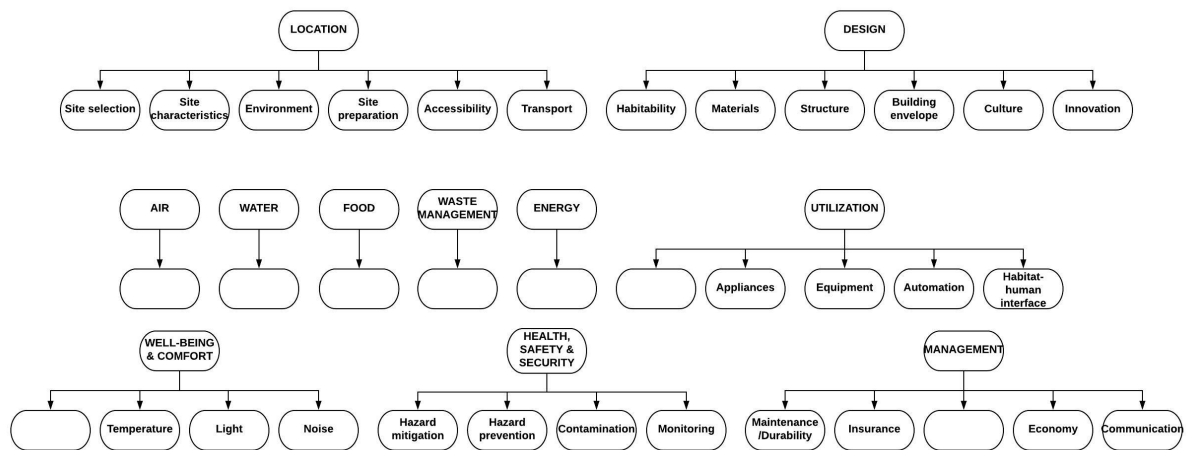 LOCATION
DESIGN
Site selection
Site
characteristics
Environment
Site
preparation
Accessibility
Transport
Habitability
Materials
Structure
Building
envelope
Culture
Innovation
AIR
WATER
FOOD
WASTE
MANAGEMENT
ENERGY
UTILIZATION
Appliances
Equipment
Automation
Habitat-
human
interface
WELL-BEING
& COMFORT
HEALTH,
SAFETY &
SECURITY
MANAGEMENT
Temperature
Light
Noise
Hazard
mitigation
Hazard
prevention
Contamination
Monitoring
Maintenance
/Durability
Insurance
Economy
Communication